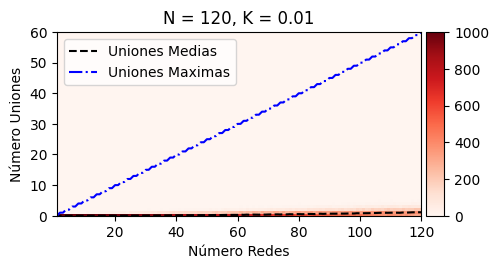 N = 120, K = 0.01
Uniones Medias
Uniones Maximas
Número Uniones
60
50
40
30
20
10
0
20 40 60 80 100 120
Número Redes
1000
800
600
400
200
0